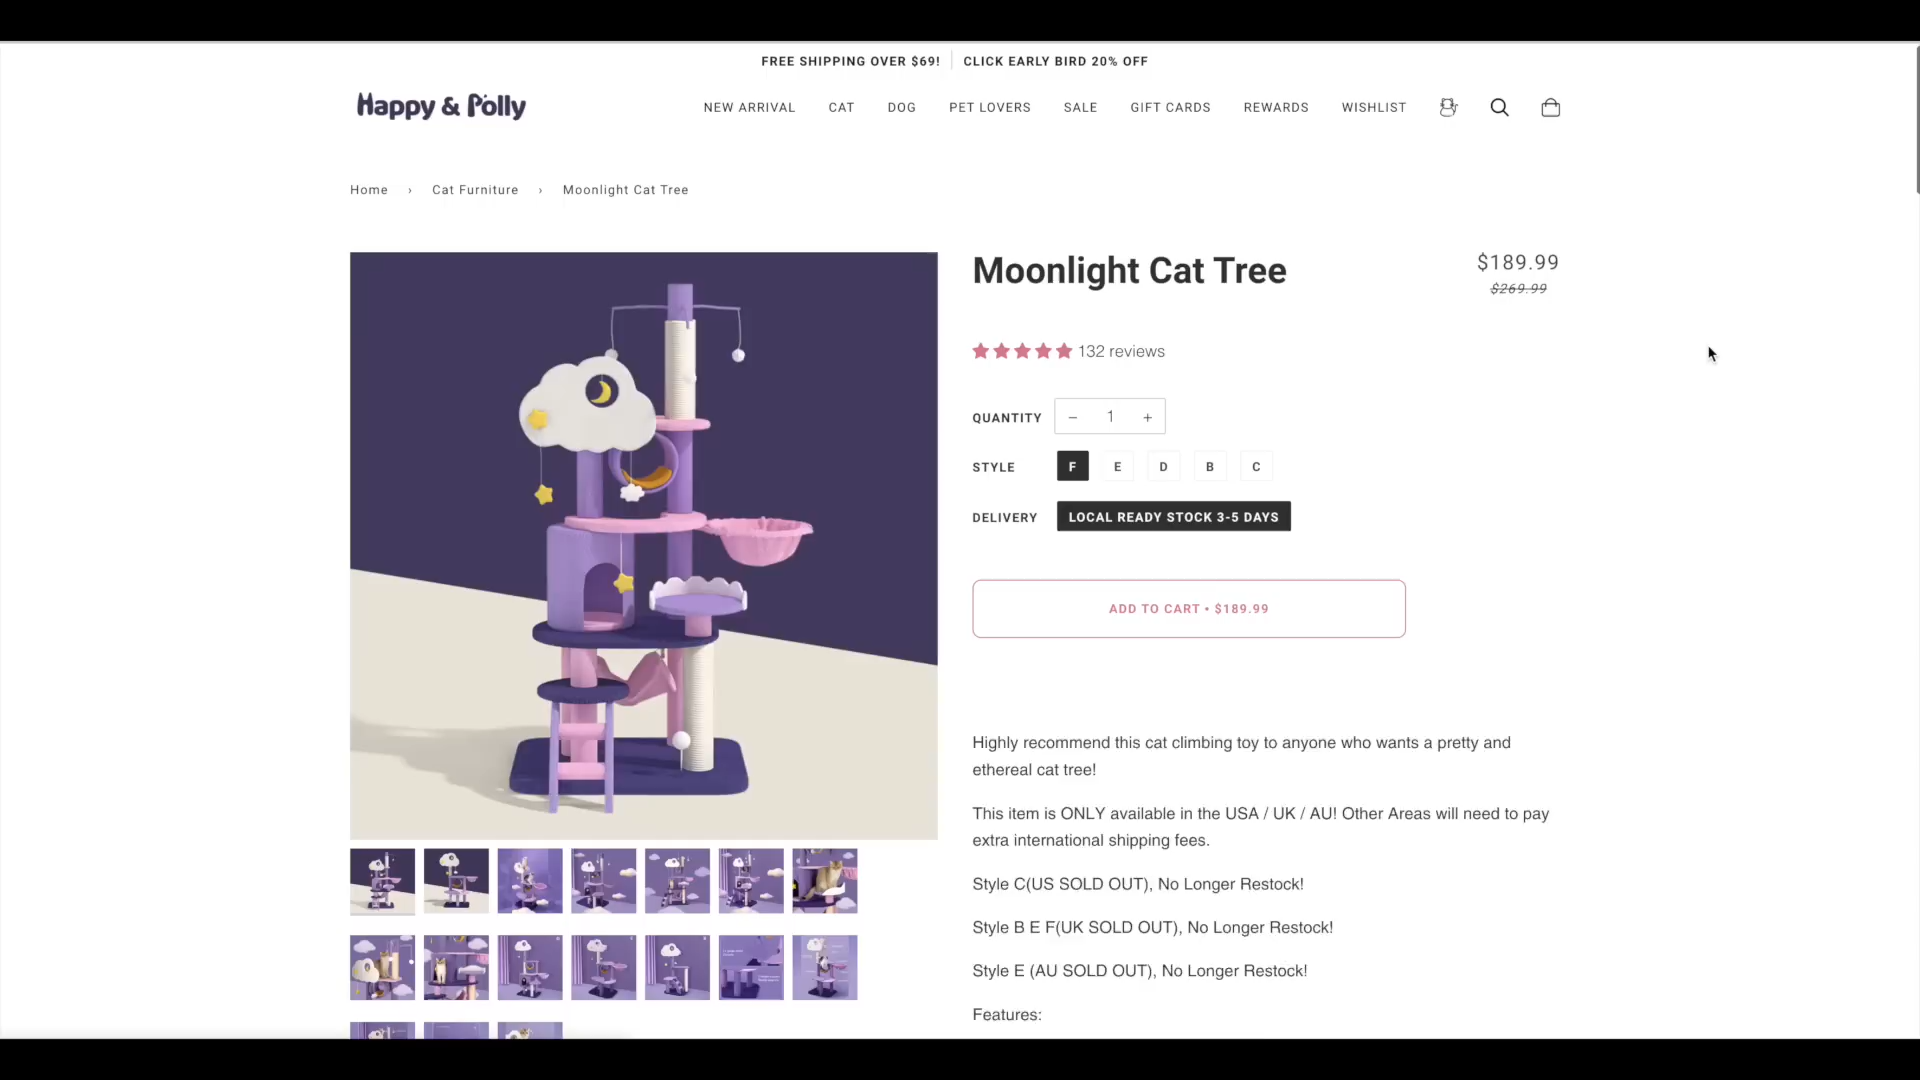 FREE SHIPPING OVER $69! CLICK EARLY BIRD 20% OFF
Happy & Polly
NEW ARRIVAL CAT DOG PET LOVERS SALE GIFT CARDS REWARDS WISHLIST
Home › Cat Furniture › Moonlight Cat Tree
Moonlight Cat Tree
$189.99
$269.99
132 reviews
QUANTITY − 1 +
STYLE F E D B C
DELIVERY LOCAL READY STOCK 3-5 DAYS
ADD TO CART • $189.99
Highly recommend this cat climbing toy to anyone who wants a pretty and
ethereal cat tree!
This item is ONLY available in the USA / UK / AU! Other Areas will need to pay
extra international shipping fees.
Style C(US SOLD OUT), No Longer Restock!
Style B E F(UK SOLD OUT), No Longer Restock!
Style E (AU SOLD OUT), No Longer Restock!
Features: